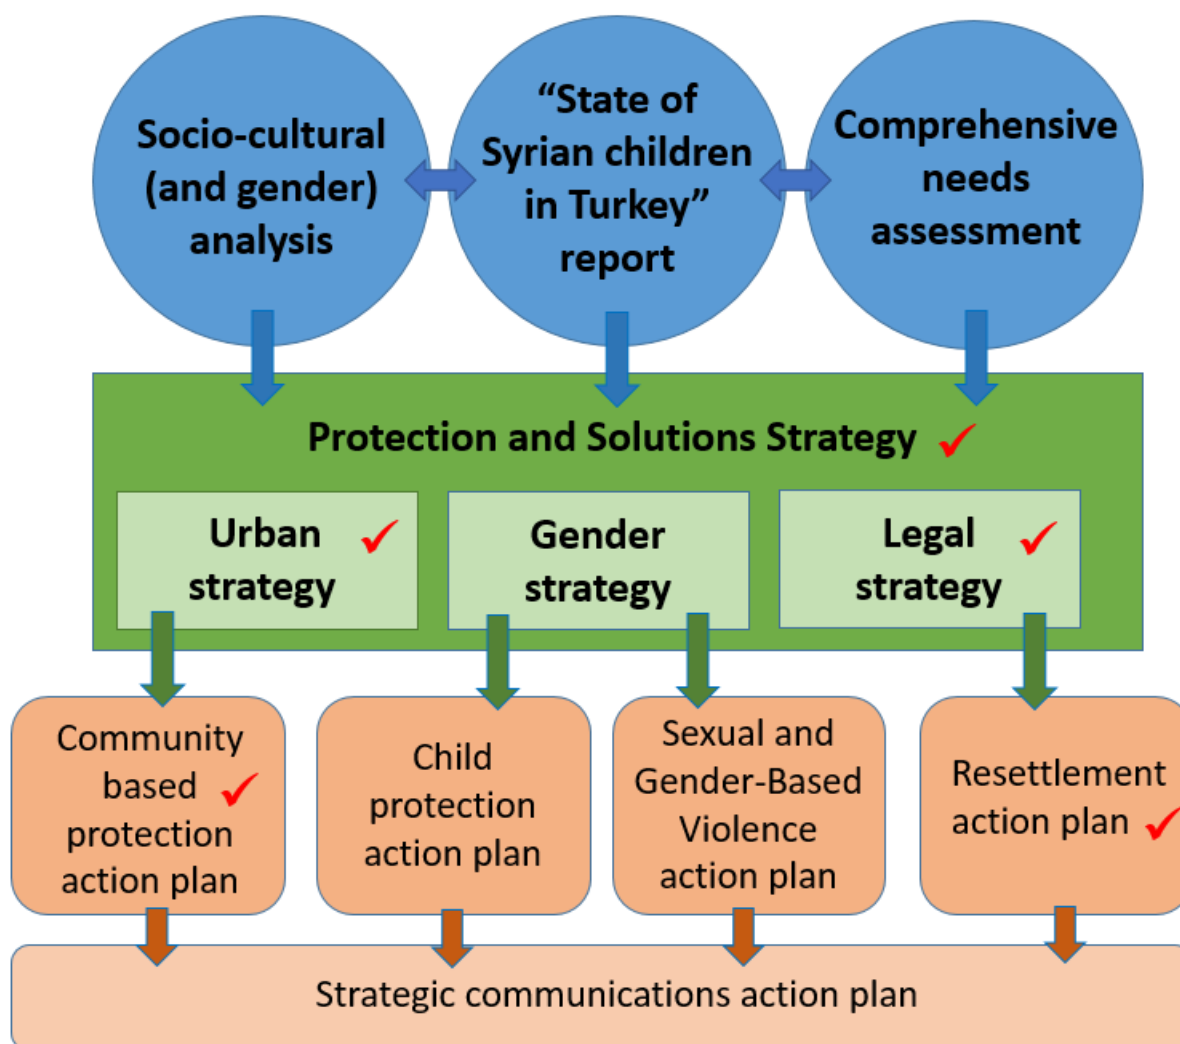 Socio-cultural
(and gender)
analysis
“State of
Syrian children
in Turkey”
report
Comprehensive
needs
assessment
Protection and Solutions Strategy
Urban
strategy
Gender
strategy
Legal
strategy
Community
based
protection
action plan
Child
protection
action plan
Sexual and
Gender-Based
Violence
action plan
Resettlement
action plan
Strategic communications action plan